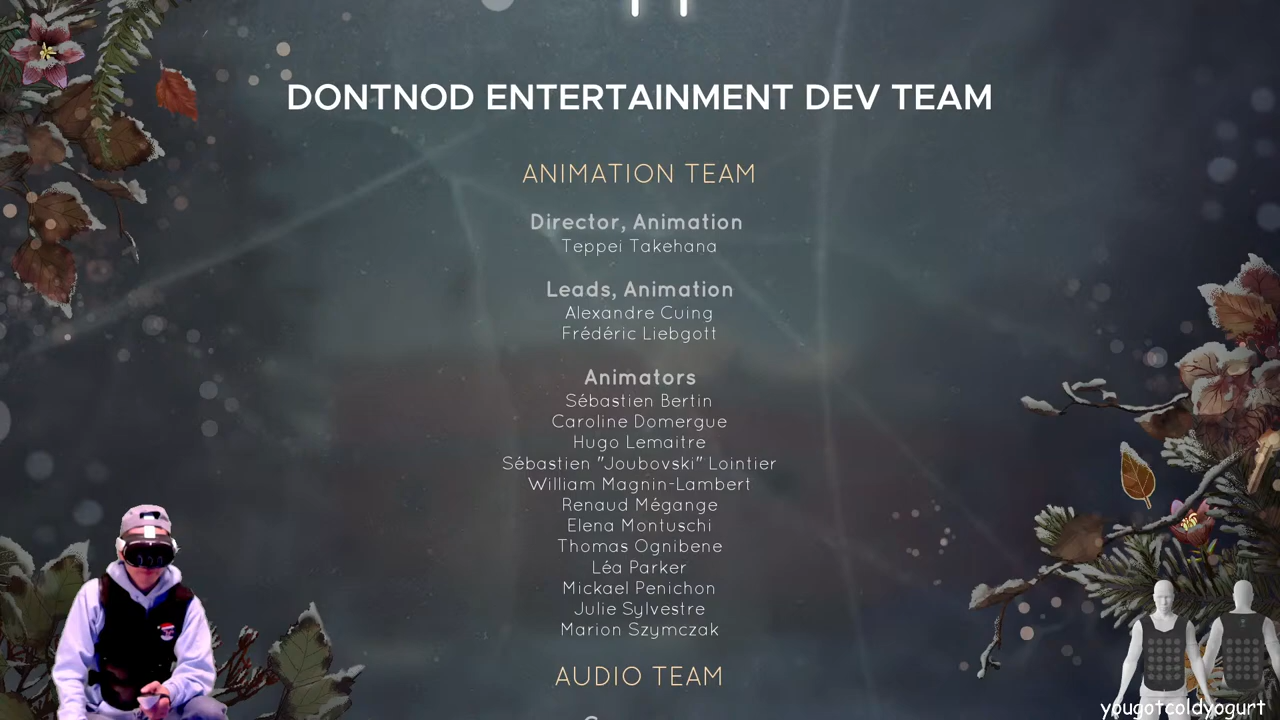 DONTNOD ENTERTAINMENT DEV TEAM
ANIMATION TEAM
Director, Animation
Teppei Takehana
Leads, Animation
Alexandre Cuing
Frédéric Liebgott
Animators
Sébastien Bertin
Caroline Domergue
Hugo Lemaitre
Sébastien "Joubovski" Lointier
William Magnin-Lambert
Renaud Mégange
Elena Montuschi
Thomas Ognibene
Léa Parker
Mickael Penichon
Julie Sylvestre
Marion Szymczak
AUDIO TEAM
yougotcoldyogurt